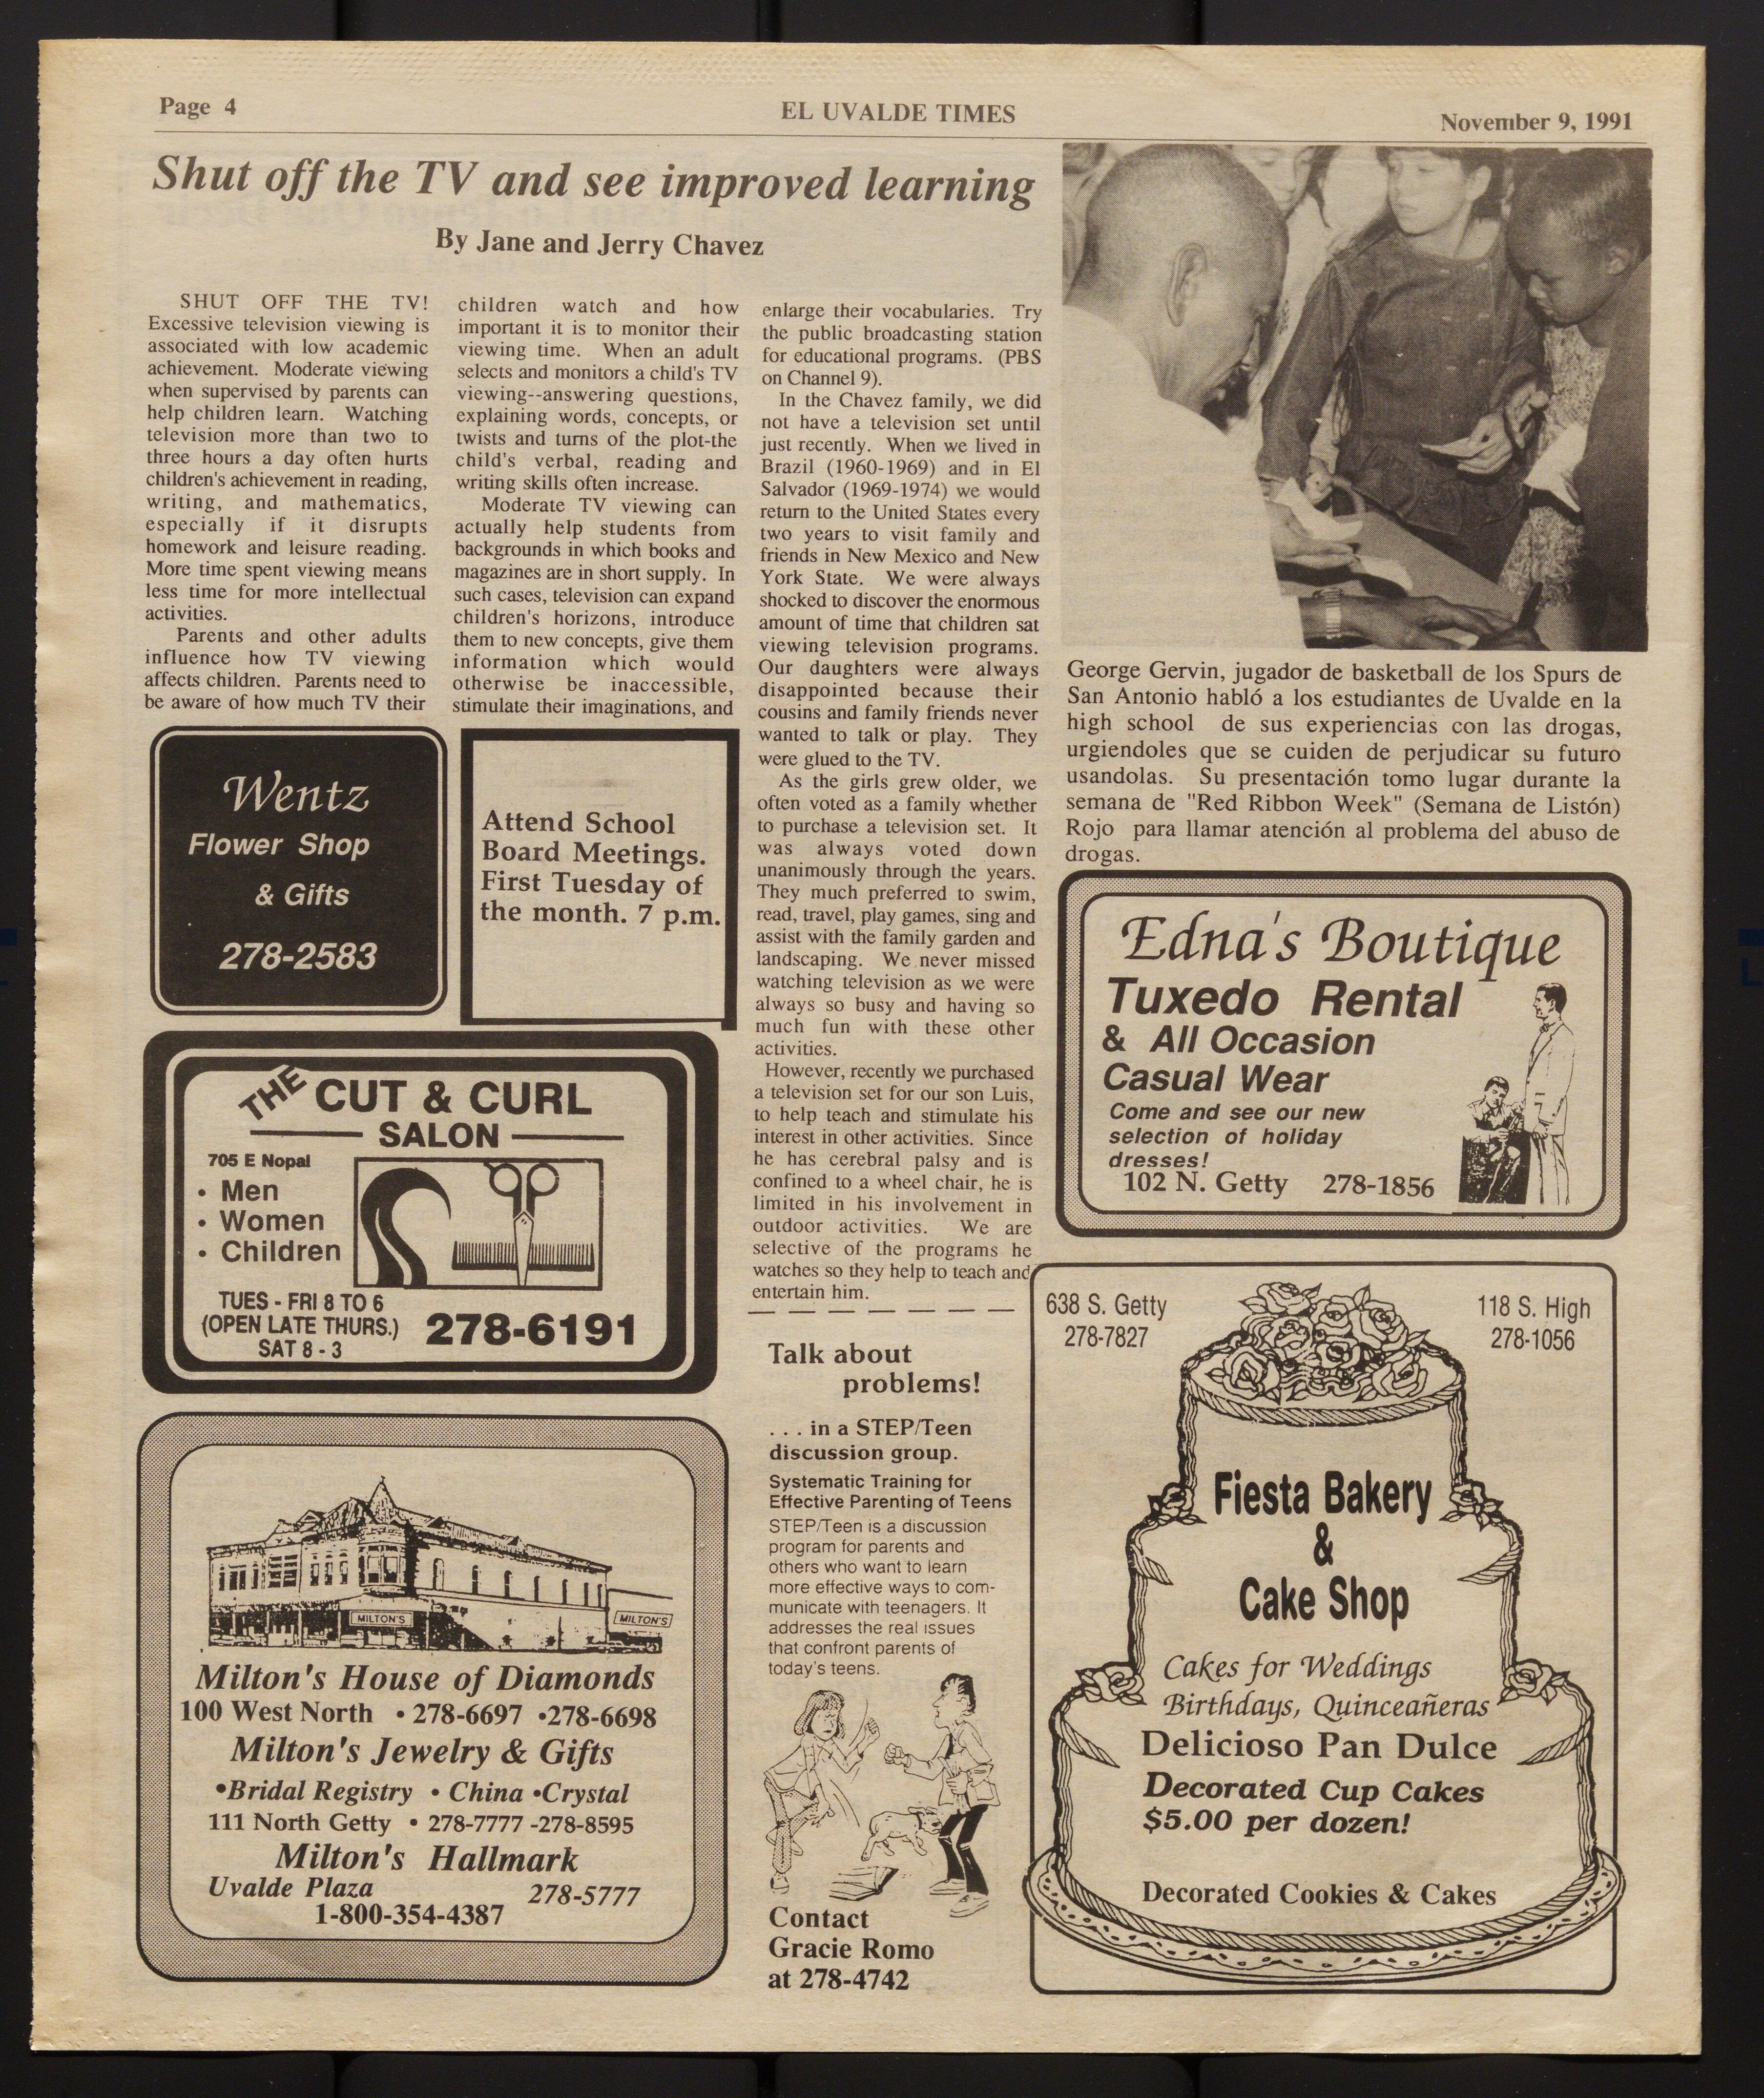 Page 4
EL UVALDE TIMES
November 9, 1991
Shut off the TV and see improved learning
By Jane and Jerry Chavez
SHUT OFF THE TV!
Excessive television viewing is
associated with low academic
achievement. Moderate viewing
when supervised by parents can
help children learn. Watching
television more than two to
three hours a day often hurts
children's achievement in reading,
writing, and mathematics,
especially if it disrupts
homework and leisure reading.
More time spent viewing means
less time for more intellectual
activities.
Parents and other adults
influence how TV viewing
affects children. Parents need to
be aware of how much TV their
children watch and how
important it is to monitor their
viewing time. When an adult
selects and monitors a child's TV
viewing--answering questions,
explaining words, concepts, or
twists and turns of the plot-the
child's verbal, reading and
writing skills often increase.
Moderate TV viewing can
actually help students from
backgrounds in which books and
magazines are in short supply. In
such cases, television can expand
children's horizons, introduce
them to new concepts, give them
information which would
otherwise be inaccessible,
stimulate their imaginations, and
enlarge their vocabularies. Try
the public broadcasting station
for educational programs. (PBS
on Channel 9).
In the Chavez family, we did
not have a television set until
just recently. When we lived in
Brazil (1960-1969) and in El
Salvador (1969-1974) we would
return to the United States every
two years to visit family and
friends in New Mexico and New
York State. We were always
shocked to discover the enormous
amount of time that children sat
viewing television programs.
Our daughters were always
disappointed because their
cousins and family friends never
wanted to talk or play. They
were glued to the TV.
As the girls grew older, we
often voted as a family whether
to purchase a television set. It
was always voted down
unanimously through the years.
They much preferred to swim,
read, travel, play games, sing and
assist with the family garden and
landscaping. We never missed
watching television as we were
always so busy and having so
much fun with these other
activities.
However, recently we purchased
a television set for our son Luis,
to help teach and stimulate his
interest in other activities. Since
he has cerebral palsy and is
confined to a wheel chair, he is
limited in his involvement in
outdoor activities. We are
selective of the programs he
watches so they help to teach and
entertain him.
George Gervin, jugador de basketball de los Spurs de
San Antonio habló a los estudiantes de Uvalde en la
high school de sus experiencias con las drogas,
urgiendoles que se cuiden de perjudicar su futuro
usandolas. Su presentación tomo lugar durante la
semana de "Red Ribbon Week" (Semana de Listón)
Rojo para llamar atención al problema del abuso de
drogas.
Wentz
Flower Shop
& Gifts
278-2583
Attend School
Board Meetings.
First Tuesday of
the month. 7 p.m.
THE CUT & CURL
SALON
705 E Nopal
• Men
• Women
• Children
TUES - FRI 8 TO 6
(OPEN LATE THURS.)
SAT 8 - 3
278-6191
MILTON'S
MILTON'S
Milton's House of Diamonds
100 West North • 278-6697 •278-6698
Milton's Jewelry & Gifts
•Bridal Registry • China •Crystal
111 North Getty • 278-7777 -278-8595
Milton's Hallmark
Uvalde Plaza 278-5777
1-800-354-4387
Talk about
problems!
. . . in a STEP/Teen
discussion group.
Systematic Training for
Effective Parenting of Teens
STEP/Teen is a discussion
program for parents and
others who want to learn
more effective ways to com-
municate with teenagers. It
addresses the real issues
that confront parents of
today's teens.
Contact
Gracie Romo
at 278-4742
Edna's Boutique
Tuxedo Rental
& All Occasion
Casual Wear
Come and see our new
selection of holiday
dresses!
102 N. Getty 278-1856
638 S. Getty
278-7827
118 S. High
278-1056
Fiesta Bakery
&
Cake Shop
Cakes for Weddings
Birthdays, Quinceañeras
Delicioso Pan Dulce
Decorated Cup Cakes
$5.00 per dozen!
Decorated Cookies & Cakes